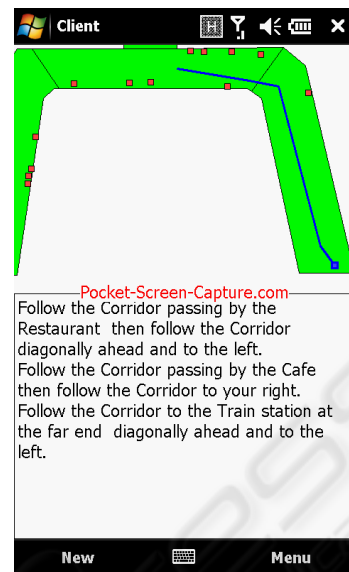 Client
Pocket-Screen-Capture.com
Follow the Corridor passing by the
Restaurant  then follow the Corridor
diagonally ahead and to the left.
Follow the Corridor passing by the Cafe
then follow the Corridor to your right.
Follow the Corridor to the Train station at
the far end  diagonally ahead and to the
left.
New
Menu